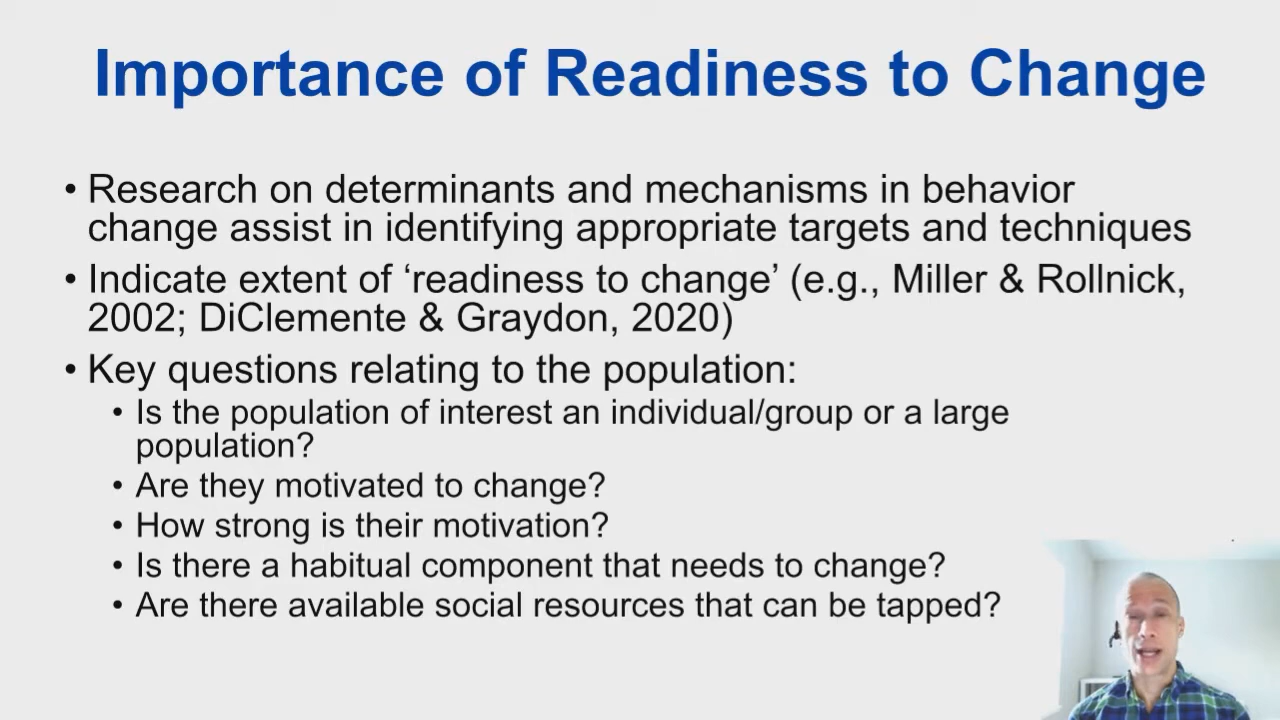 Importance of Readiness to Change
• Research on determinants and mechanisms in behavior
change assist in identifying appropriate targets and techniques
• Indicate extent of ‘readiness to change’ (e.g., Miller & Rollnick,
2002; DiClemente & Graydon, 2020)
• Key questions relating to the population:
• Is the population of interest an individual/group or a large
population?
• Are they motivated to change?
• How strong is their motivation?
• Is there a habitual component that needs to change?
• Are there available social resources that can be tapped?